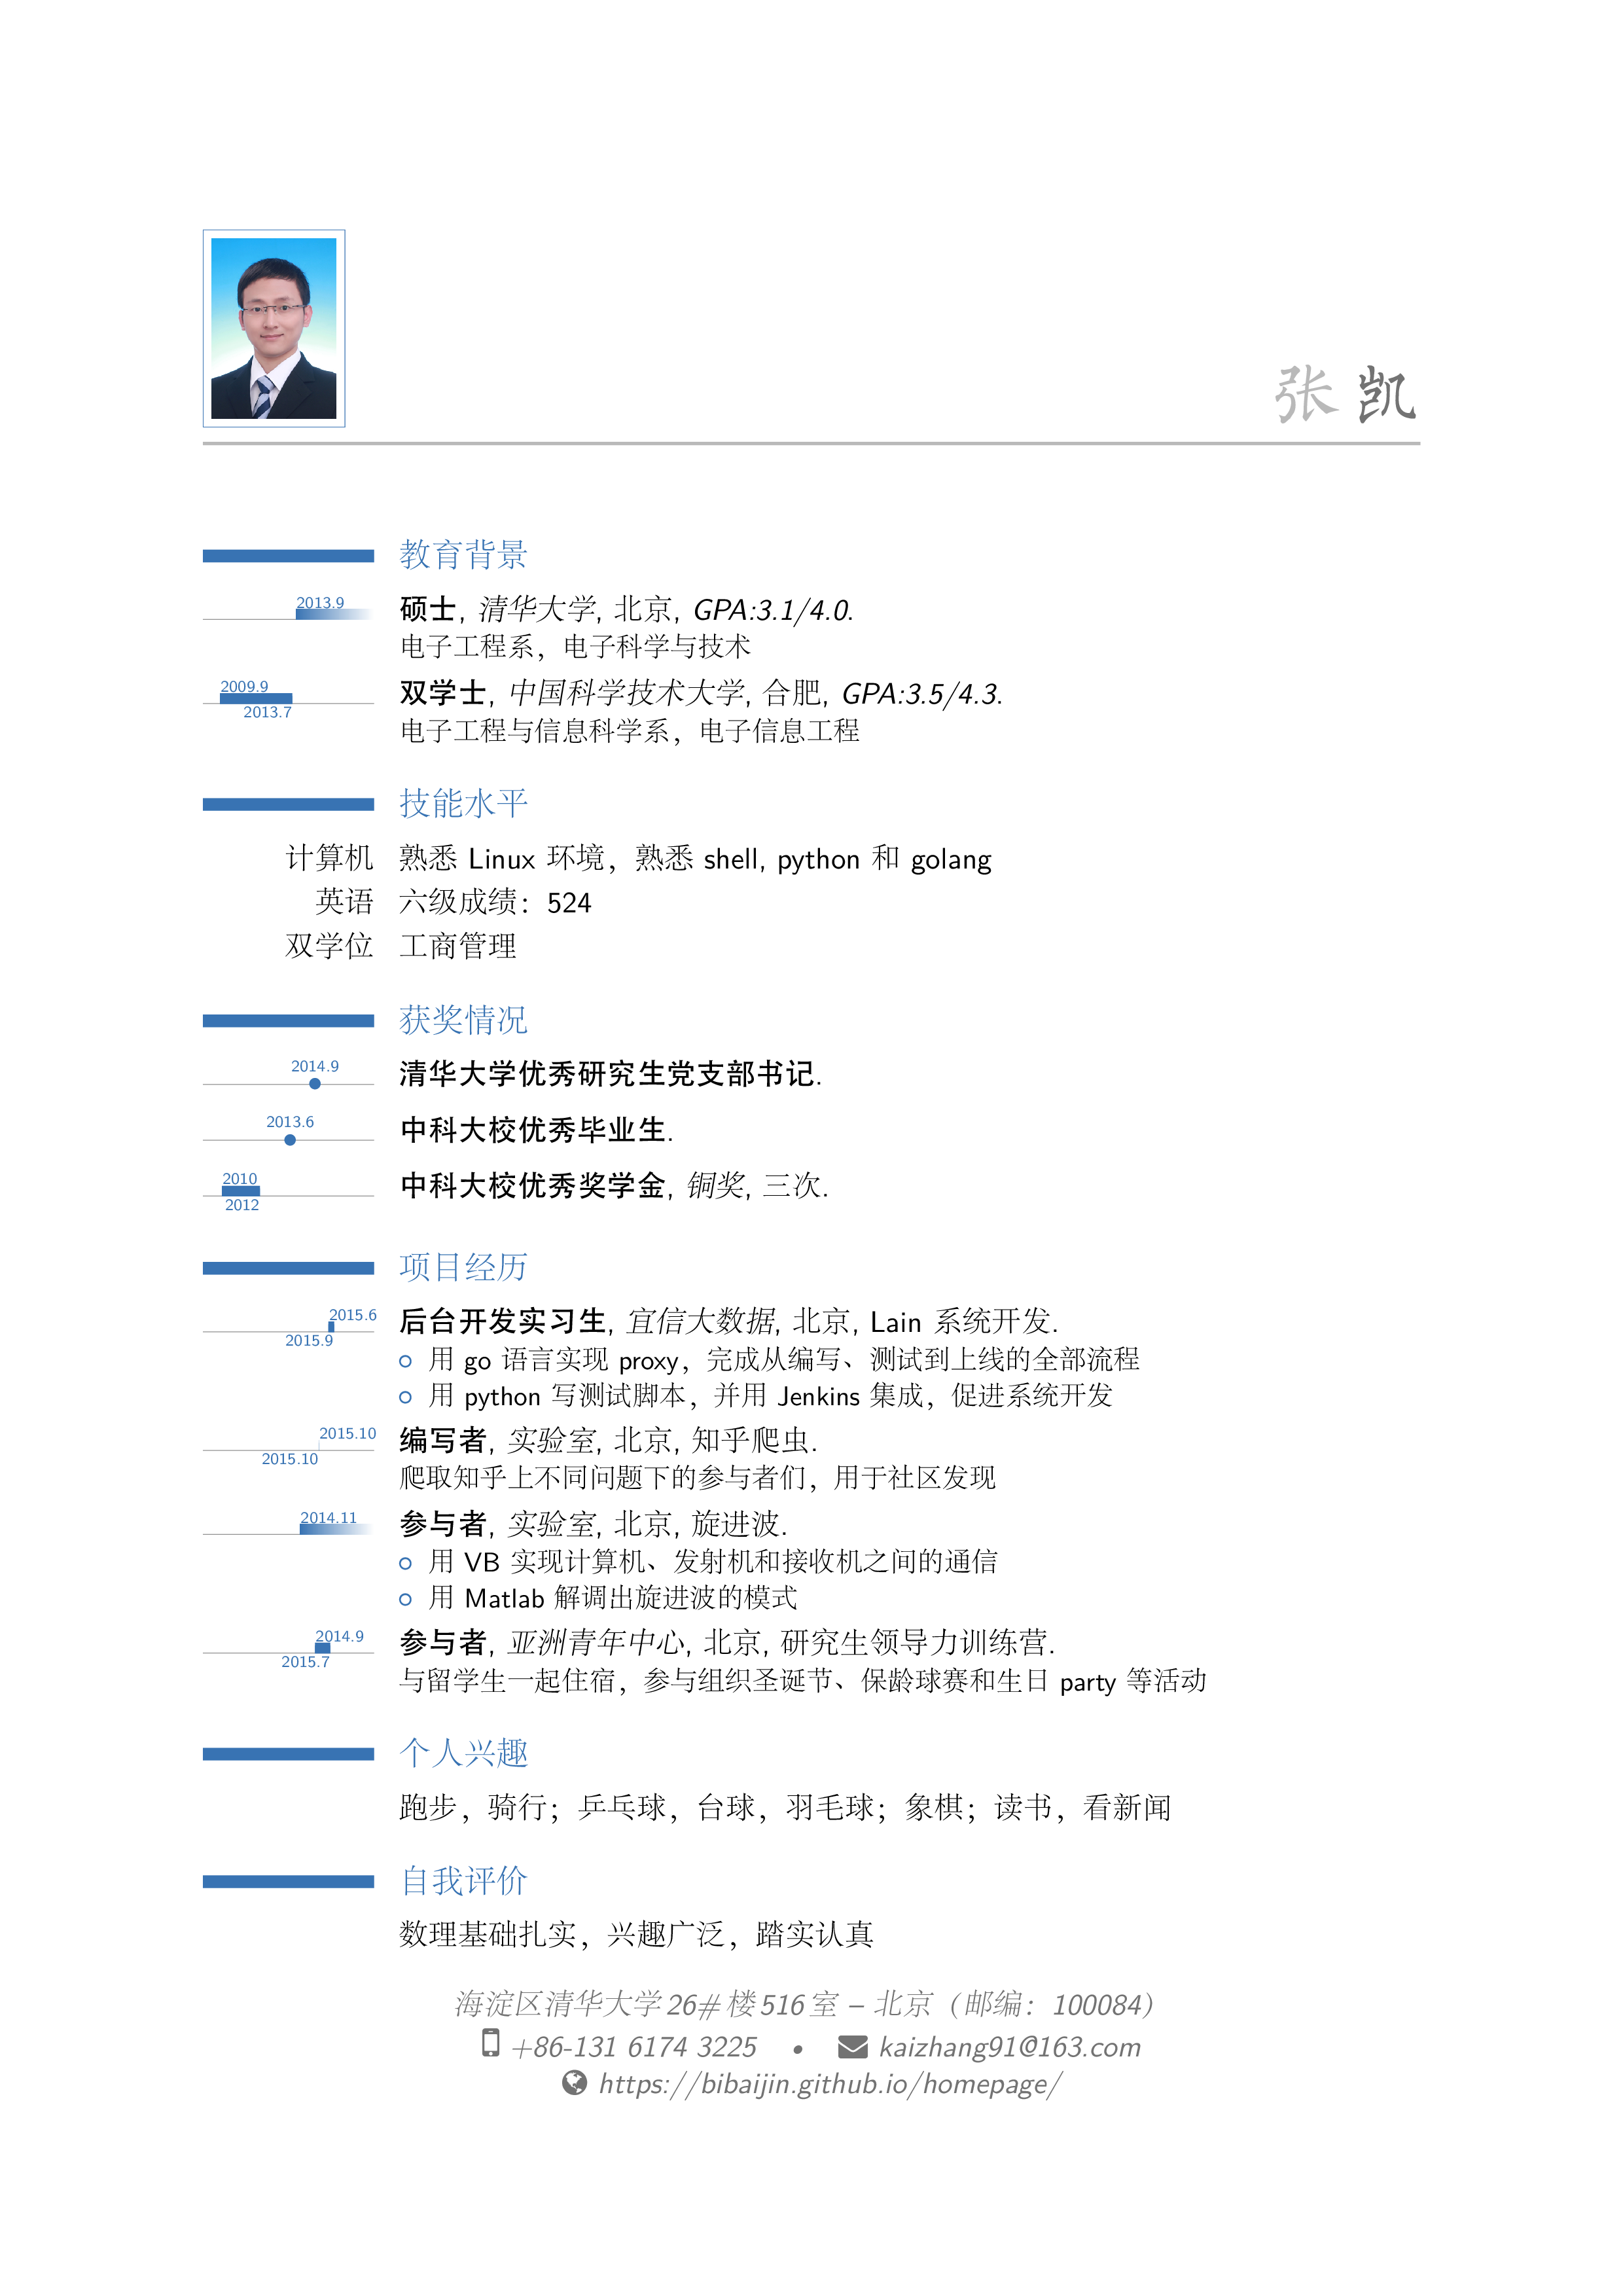 张 凯
教育背景
2013.9
硕士, 清华大学, 北京, GPA:3.1/4.0.
电子工程系，电子科学与技术
2009.9
2013.7
双学士, 中国科学技术大学, 合肥, GPA:3.5/4.3.
电子工程与信息科学系，电子信息工程
技能水平
计算机 熟悉 Linux 环境，熟悉 shell, python 和 golang
英语 六级成绩：524
双学位 工商管理
获奖情况
2014.9
清华大学优秀研究生党支部书记.
2013.6
中科大校优秀毕业生.
2010
2012
中科大校优秀奖学金, 铜奖, 三次.
项目经历
2015.6
2015.9
后台开发实习生, 宜信大数据, 北京, Lain 系统开发.
用 go 语言实现 proxy，完成从编写、测试到上线的全部流程
用 python 写测试脚本，并用 Jenkins 集成，促进系统开发
2015.10
2015.10
编写者, 实验室, 北京, 知乎爬虫.
爬取知乎上不同问题下的参与者们，用于社区发现
2014.11
参与者, 实验室, 北京, 旋进波.
用 VB 实现计算机、发射机和接收机之间的通信
用 Matlab 解调出旋进波的模式
2014.9
2015.7
参与者, 亚洲青年中心, 北京, 研究生领导力训练营.
与留学生一起住宿，参与组织圣诞节、保龄球赛和生日 party 等活动
个人兴趣
跑步，骑行；乒乓球，台球，羽毛球；象棋；读书，看新闻
自我评价
数理基础扎实，兴趣广泛，踏实认真
海淀区清华大学 26# 楼 516 室 – 北京（邮编：100084）
+86-131 6174 3225 • kaizhang91@163.com
https://bibaijin.github.io/homepage/